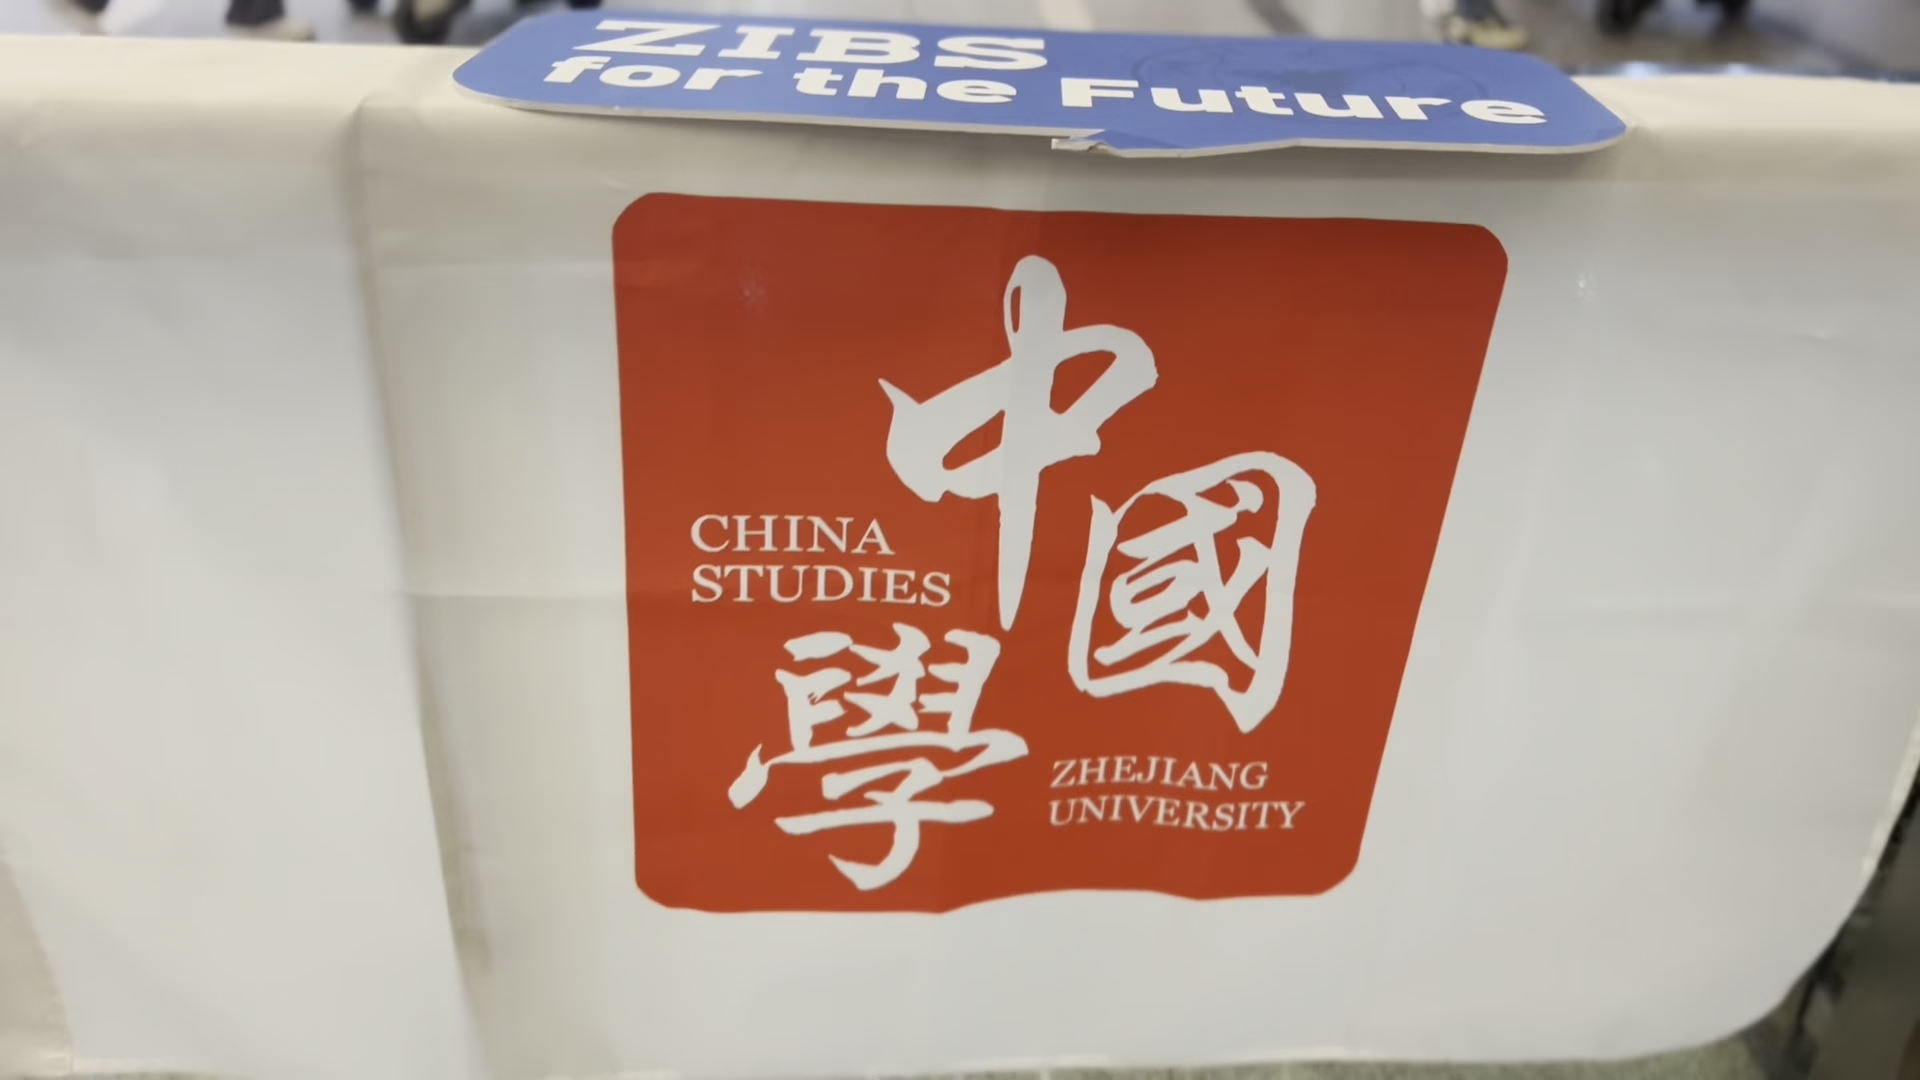 ZIBS
for the Future
中國
CHINA
STUDIES
學
ZHEJIANG
UNIVERSITY